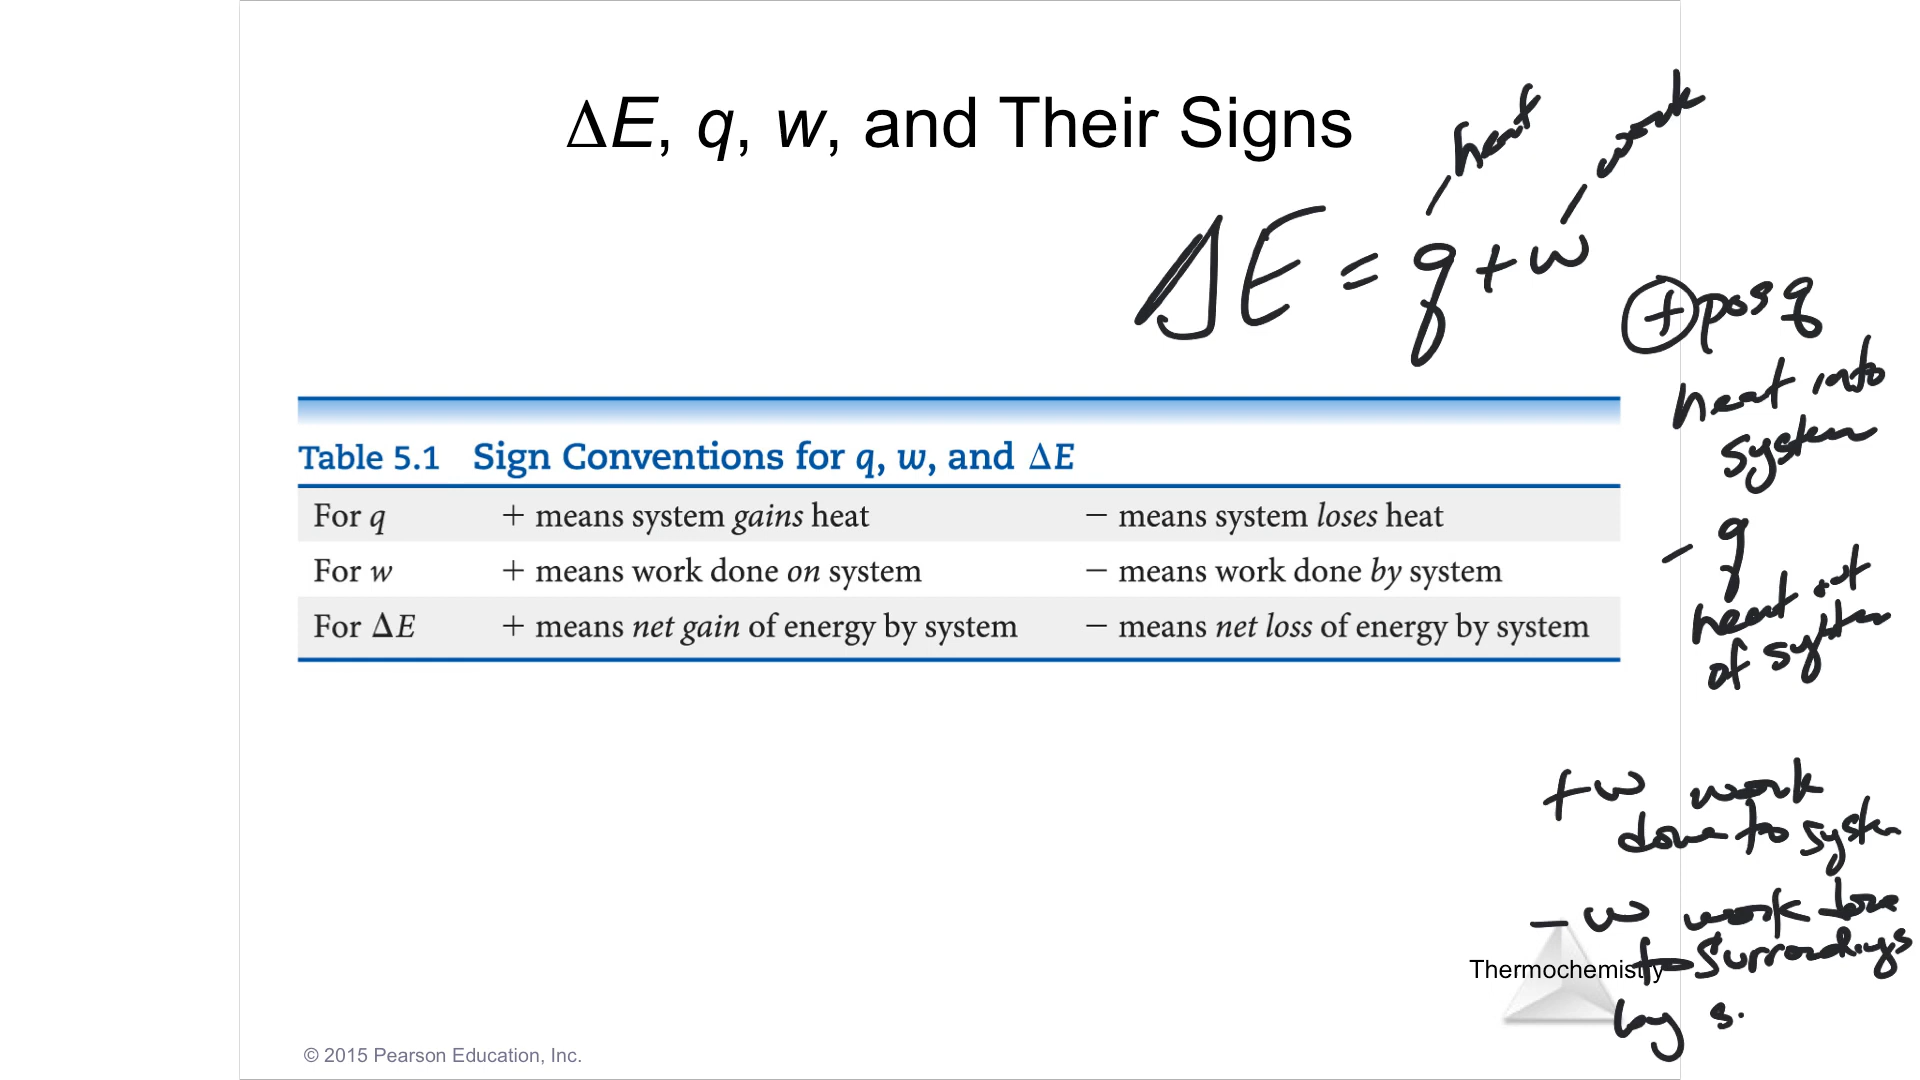 ΔE, q, w, and Their Signs
heat
work
ΔE = q + w
+ pos q
heat into
system
Table 5.1 Sign Conventions for q, w, and ΔE
For q + means system gains heat − means system loses heat
For w + means work done on system − means work done by system
For ΔE + means net gain of energy by system − means net loss of energy by system
− q
heat out
of system
+w work
done to system
− w work done
to surroundings
by s.
Thermochemistry
© 2015 Pearson Education, Inc.